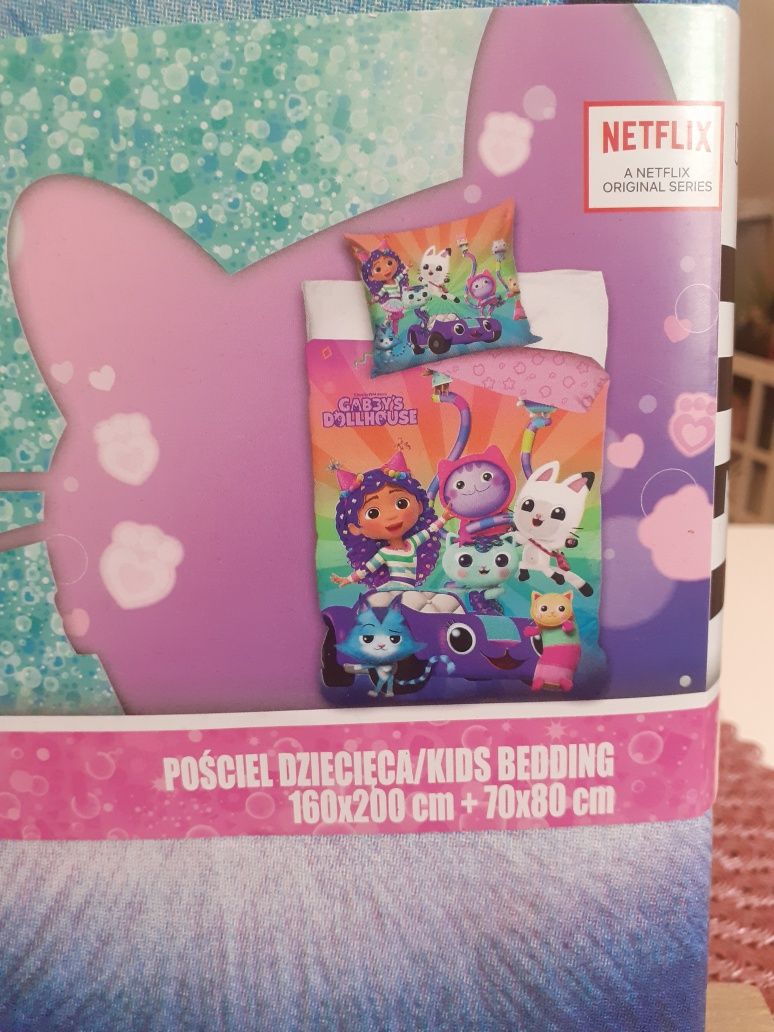 NETFLIX
A NETFLIX
ORIGINAL SERIES
GABBY'S
DOLLHOUSE
POŚCIEL DZIECIĘCA/KIDS BEDDING
160x200 cm + 70x80 cm